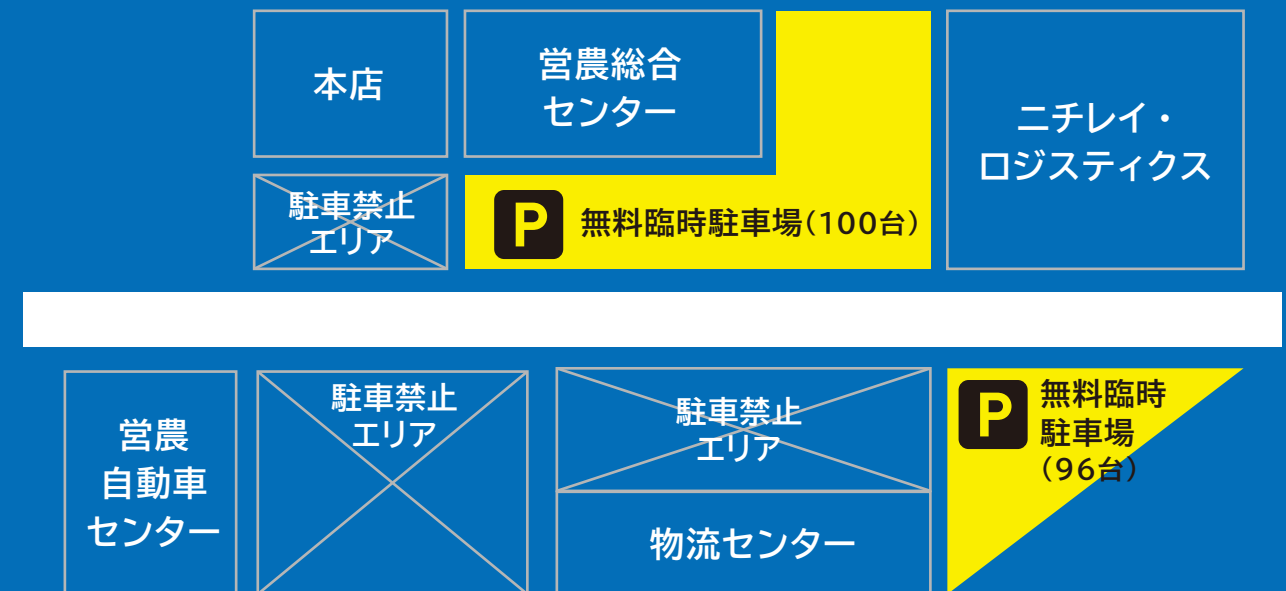 本店
営農総合
センター
ニチレイ・
ロジスティクス
駐車禁止
エリア
P 無料臨時駐車場(100台)
営農
自動車
センター
駐車禁止
エリア
駐車禁止
エリア
物流センター
P 無料臨時
駐車場
(96台)